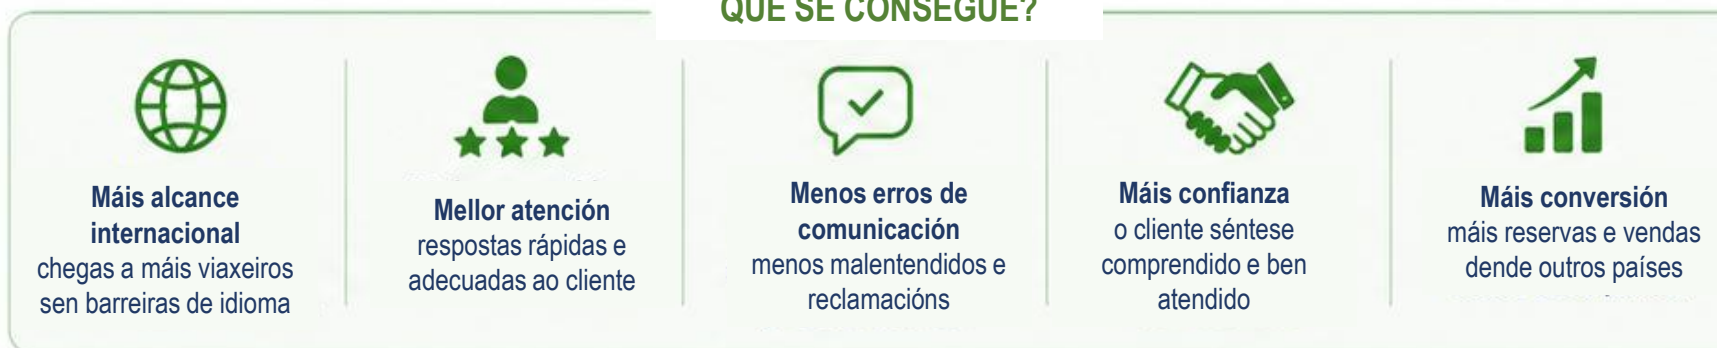 QUE SE CONSEGUE?
Máis alcance
internacional
chegas a máis viaxeiros
sen barreiras de idioma
Mellor atención
respostas rápidas e
adecuadas ao cliente
Menos erros de
comunicación
menos malentendidos e
reclamacións
Máis confianza
o cliente séntese
comprendido e ben
atendido
Máis conversión
máis reservas e vendas
dende outros países